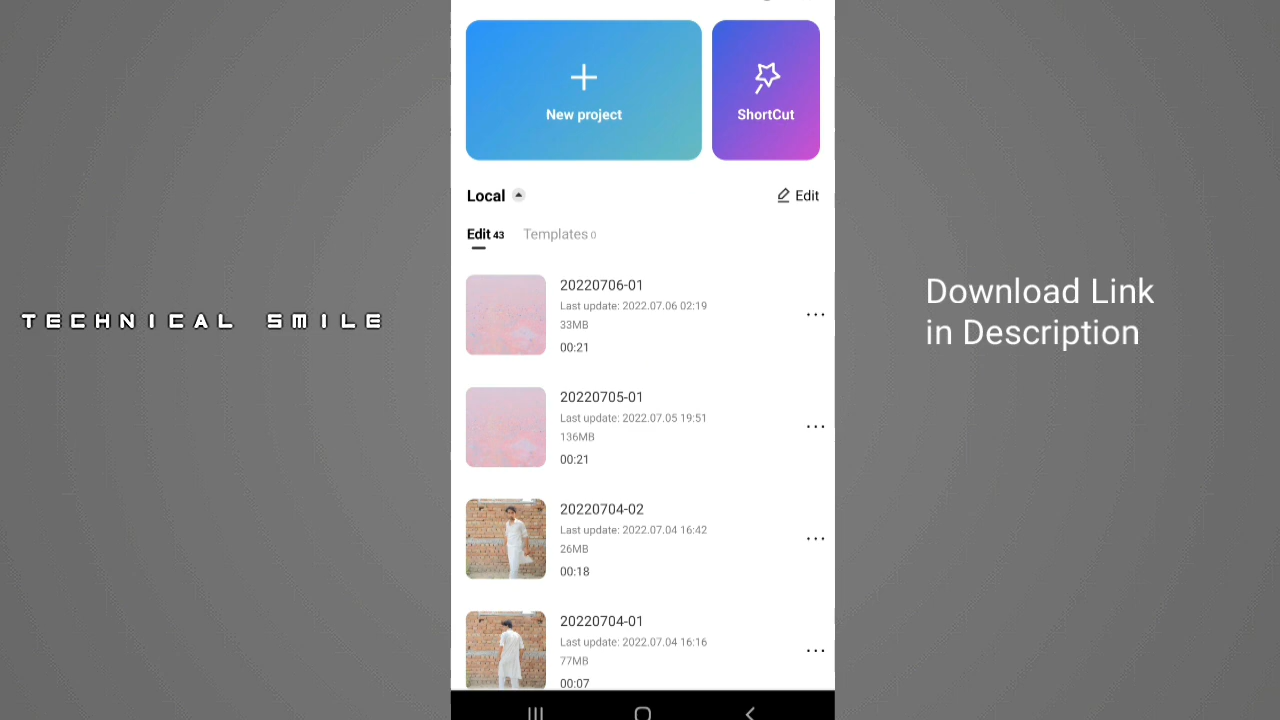 New project
ShortCut
Local
Edit
Edit 43
Templates 0
20220706-01
Last update: 2022.07.06 02:19
33MB
00:21
20220705-01
Last update: 2022.07.05 19:51
136MB
00:21
20220704-02
Last update: 2022.07.04 16:42
26MB
00:18
20220704-01
Last update: 2022.07.04 16:16
77MB
00:07
TECHNICAL SMILE
Download Link
in Description